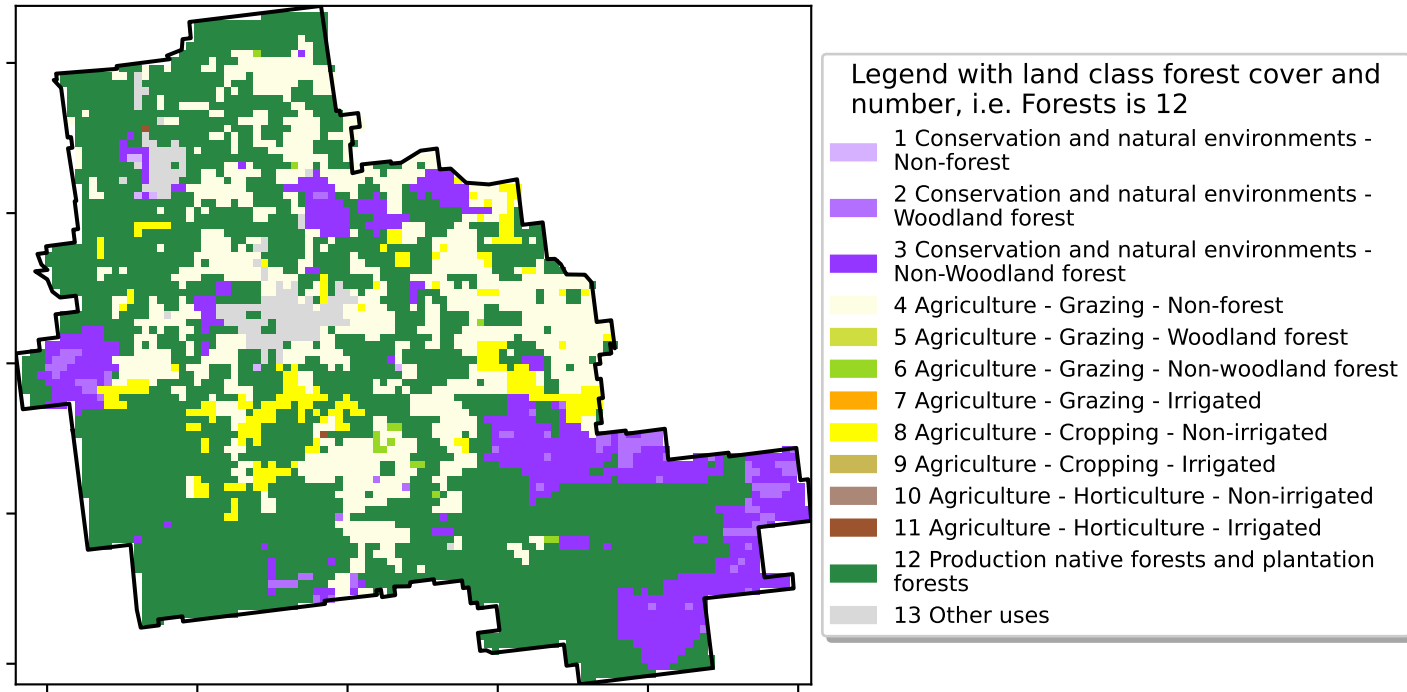 Legend with land class forest cover and
number, i.e. Forests is 12
1 Conservation and natural environments -
Non-forest
2 Conservation and natural environments -
Woodland forest
3 Conservation and natural environments -
Non-Woodland forest
4 Agriculture - Grazing - Non-forest
5 Agriculture - Grazing - Woodland forest
6 Agriculture - Grazing - Non-woodland forest
7 Agriculture - Grazing - Irrigated
8 Agriculture - Cropping - Non-irrigated
9 Agriculture - Cropping - Irrigated
10 Agriculture - Horticulture - Non-irrigated
11 Agriculture - Horticulture - Irrigated
12 Production native forests and plantation
forests
13 Other uses